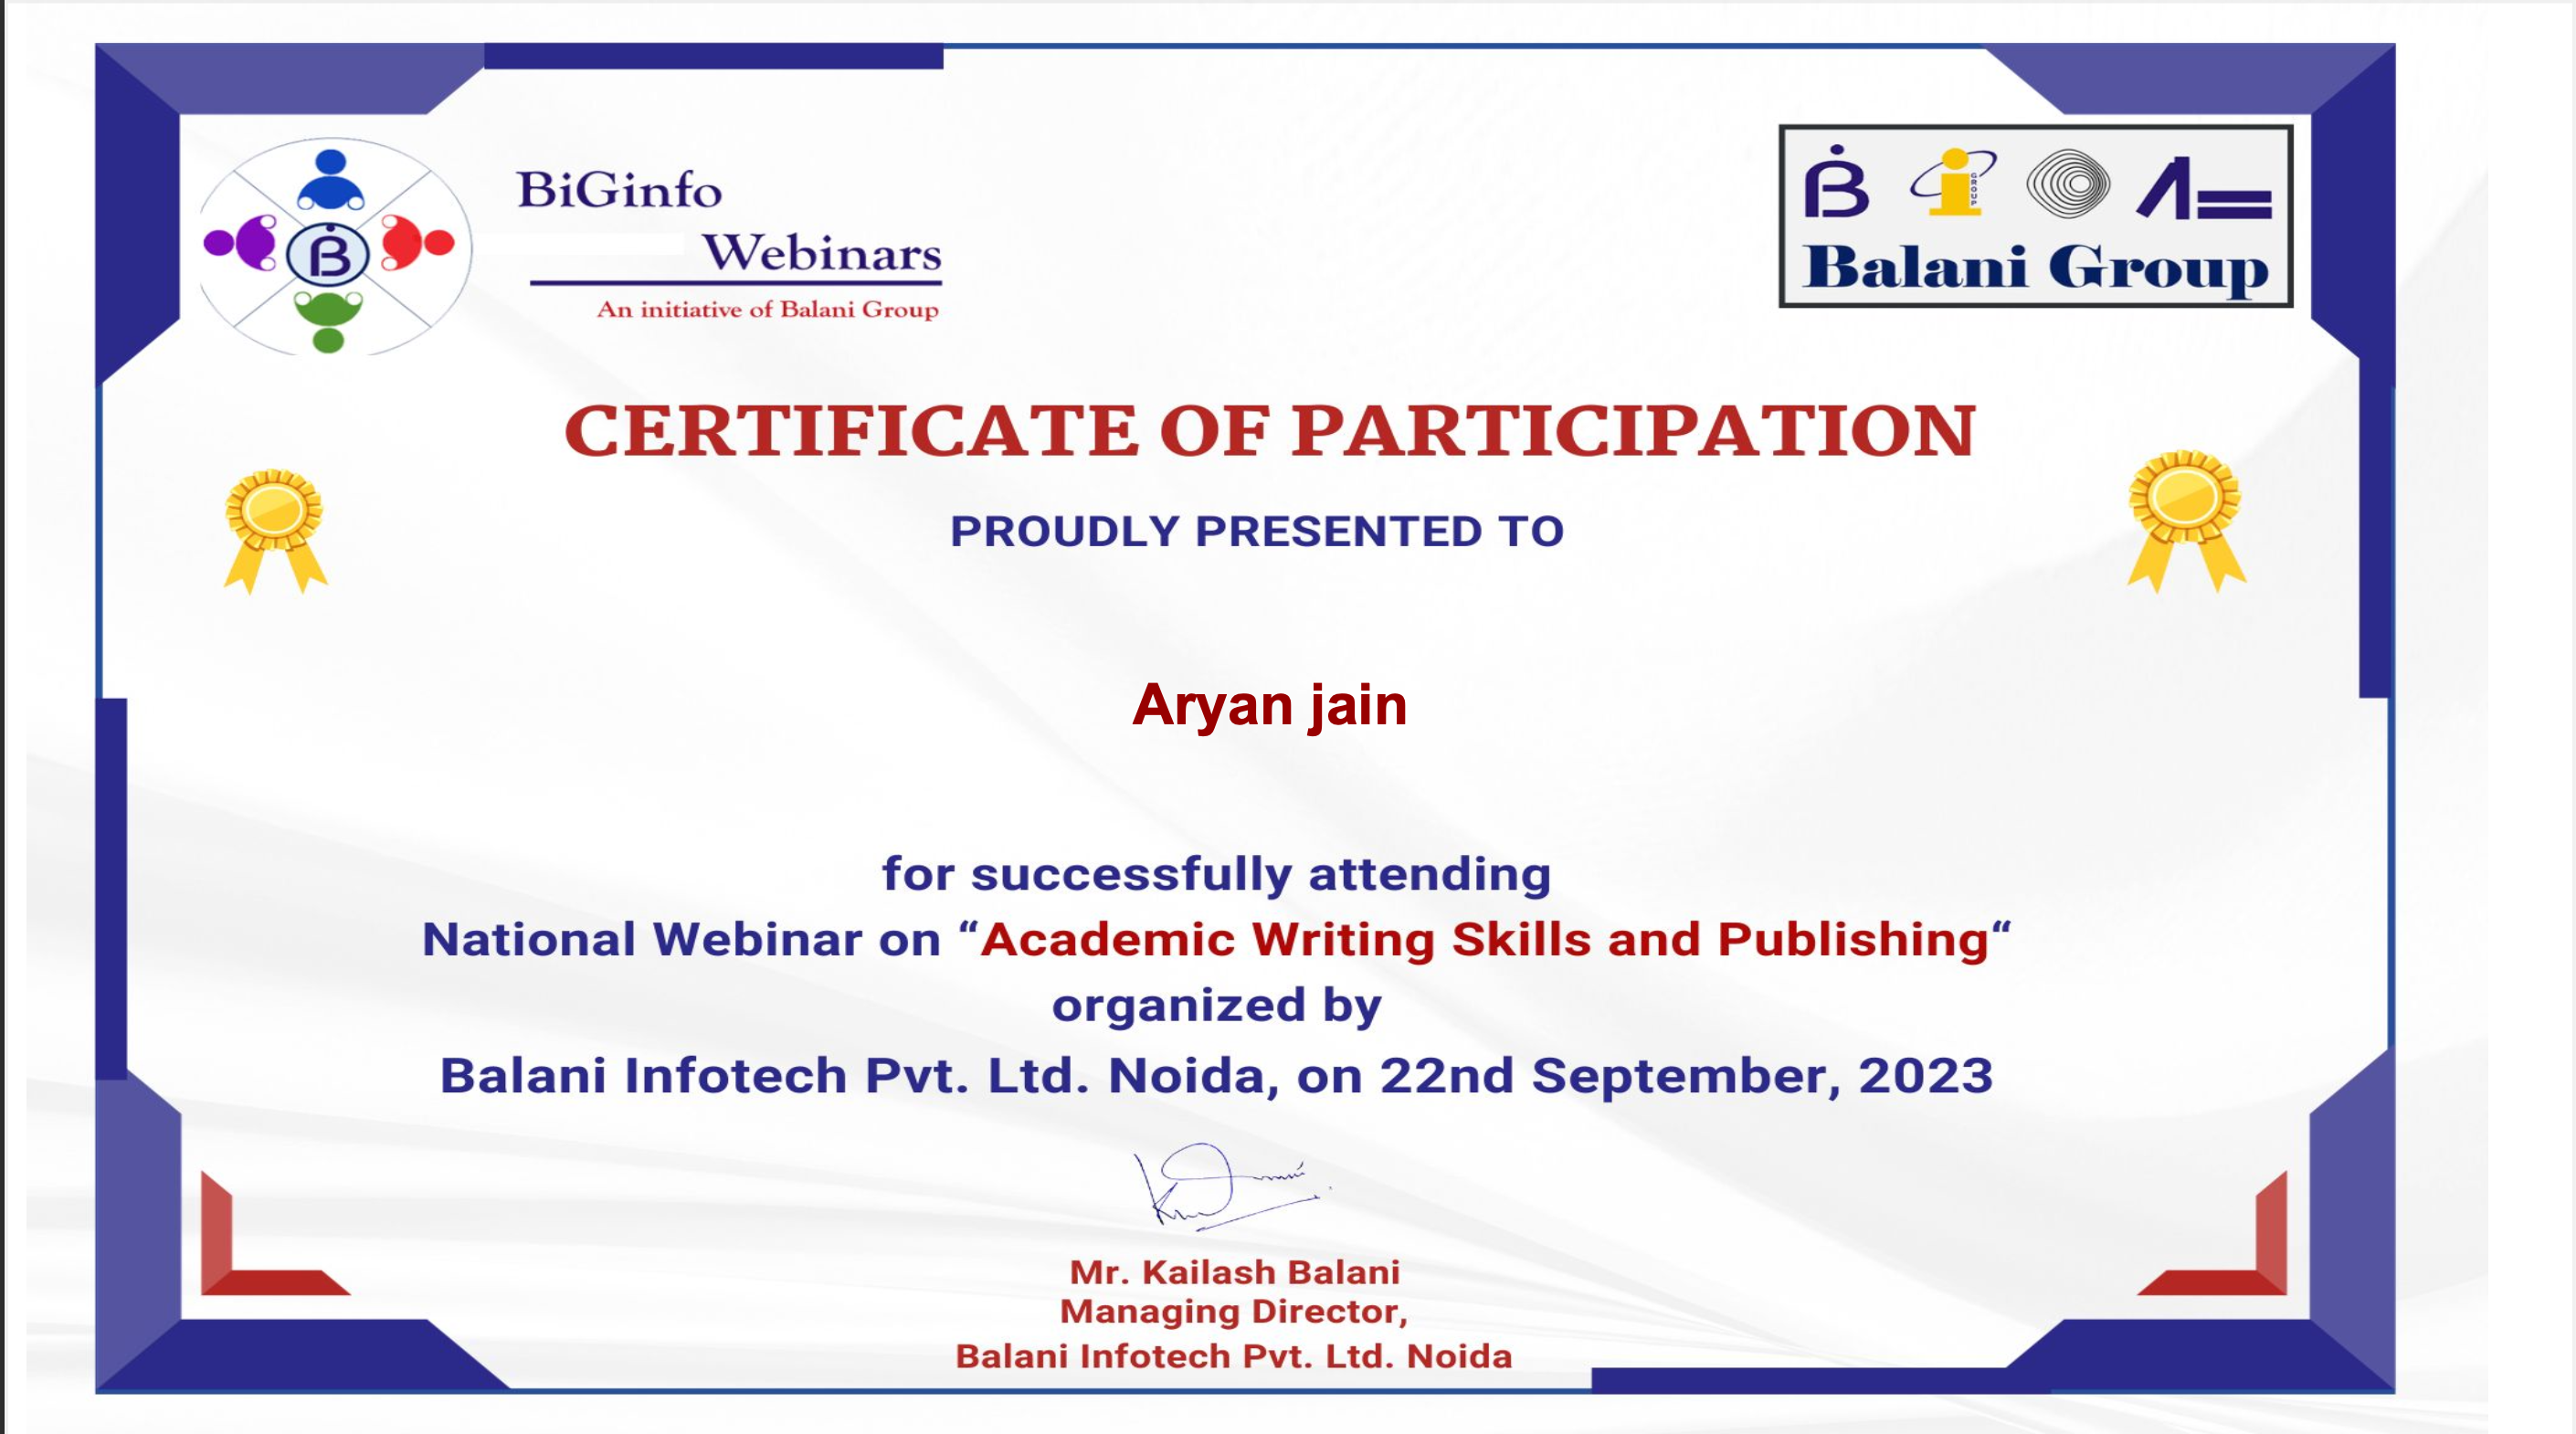 BiGinfo
Webinars
An initiative of Balani Group
B
B i GROUP
Balani Group
CERTIFICATE OF PARTICIPATION
PROUDLY PRESENTED TO
Aryan jain
for successfully attending
National Webinar on “Academic Writing Skills and Publishing“
organized by
Balani Infotech Pvt. Ltd. Noida, on 22nd September, 2023
Mr. Kailash Balani
Managing Director,
Balani Infotech Pvt. Ltd. Noida